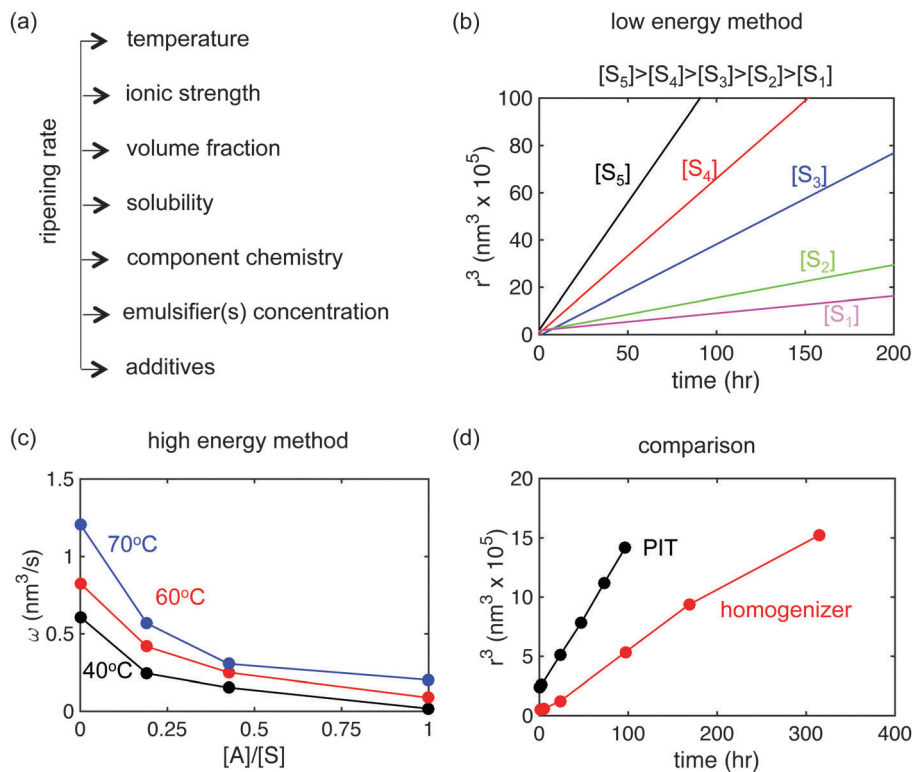 (a)
ripening rate
temperature
ionic strength
volume fraction
solubility
component chemistry
emulsifier(s) concentration
additives
(b) low energy method
[S5]>[S4]>[S3]>[S2]>[S1]
r³ (nm³ x 10⁵)
100
80
60
40
20
0
[S5]
[S4]
[S3]
[S2]
[S1]
0 50 100 150 200
time (hr)
(c) high energy method
ω (nm³/s)
1.5
1
0.5
0
70°C
60°C
40°C
0 0.25 0.5 0.75 1
[A]/[S]
(d) comparison
r³ (nm³ x 10⁵)
20
15
10
5
0
PIT
homogenizer
0 100 200 300 400
time (hr)